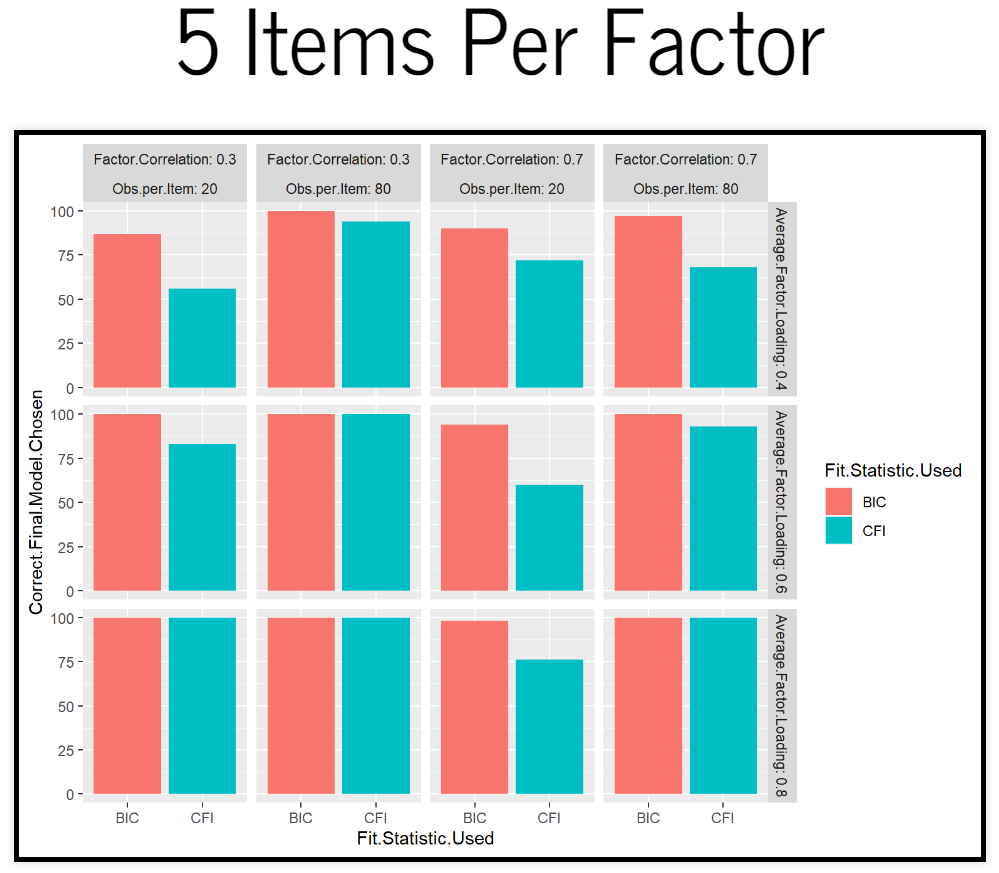 5 Items Per Factor
Factor.Correlation: 0.3
Factor.Correlation: 0.3
Factor.Correlation: 0.7
Factor.Correlation: 0.7
Obs.per.Item: 20
Obs.per.Item: 80
Obs.per.Item: 20
Obs.per.Item: 80
100
75
50
25
0
Average.Factor.Loading: 0.4
100
75
50
25
0
Average.Factor.Loading: 0.6
100
75
50
25
0
Average.Factor.Loading: 0.8
Correct.Final.Model.Chosen
BIC
CFI
BIC
CFI
BIC
CFI
BIC
CFI
Fit.Statistic.Used
Fit.Statistic.Used
BIC
CFI